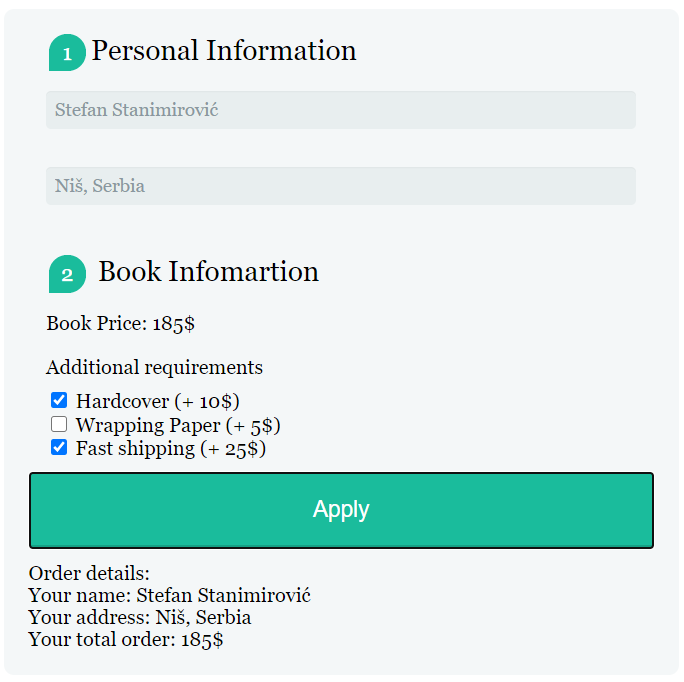 1 Personal Information
Stefan Stanimirović
Niš, Serbia
2 Book Infomartion
Book Price: 185$
Additional requirements
Hardcover (+ 10$)
Wrapping Paper (+ 5$)
Fast shipping (+ 25$)
Apply
Order details:
Your name: Stefan Stanimirović
Your address: Niš, Serbia
Your total order: 185$